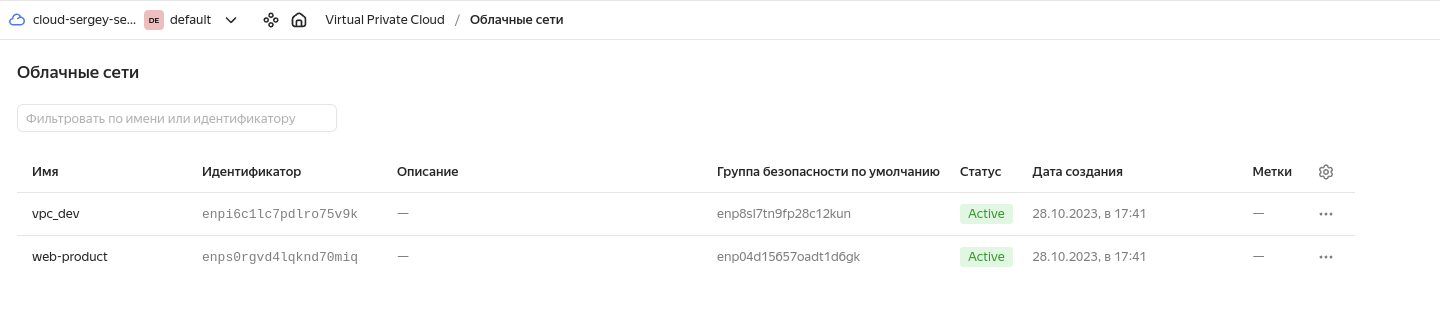 cloud-sergey-se... DE default Virtual Private Cloud / Облачные сети
Облачные сети
Фильтровать по имени или идентификатору
Имя Идентификатор Описание Группа безопасности по умолчанию Статус Дата создания Метки
vpc_dev enpi6c1lc7pdlro75v9k — enp8sl7tn9fp28c12kun Active 28.10.2023, в 17:41 — ...
web-product enps0rgvd4lqknd70miq — enp04d15657oadt1d6gk Active 28.10.2023, в 17:41 — ...